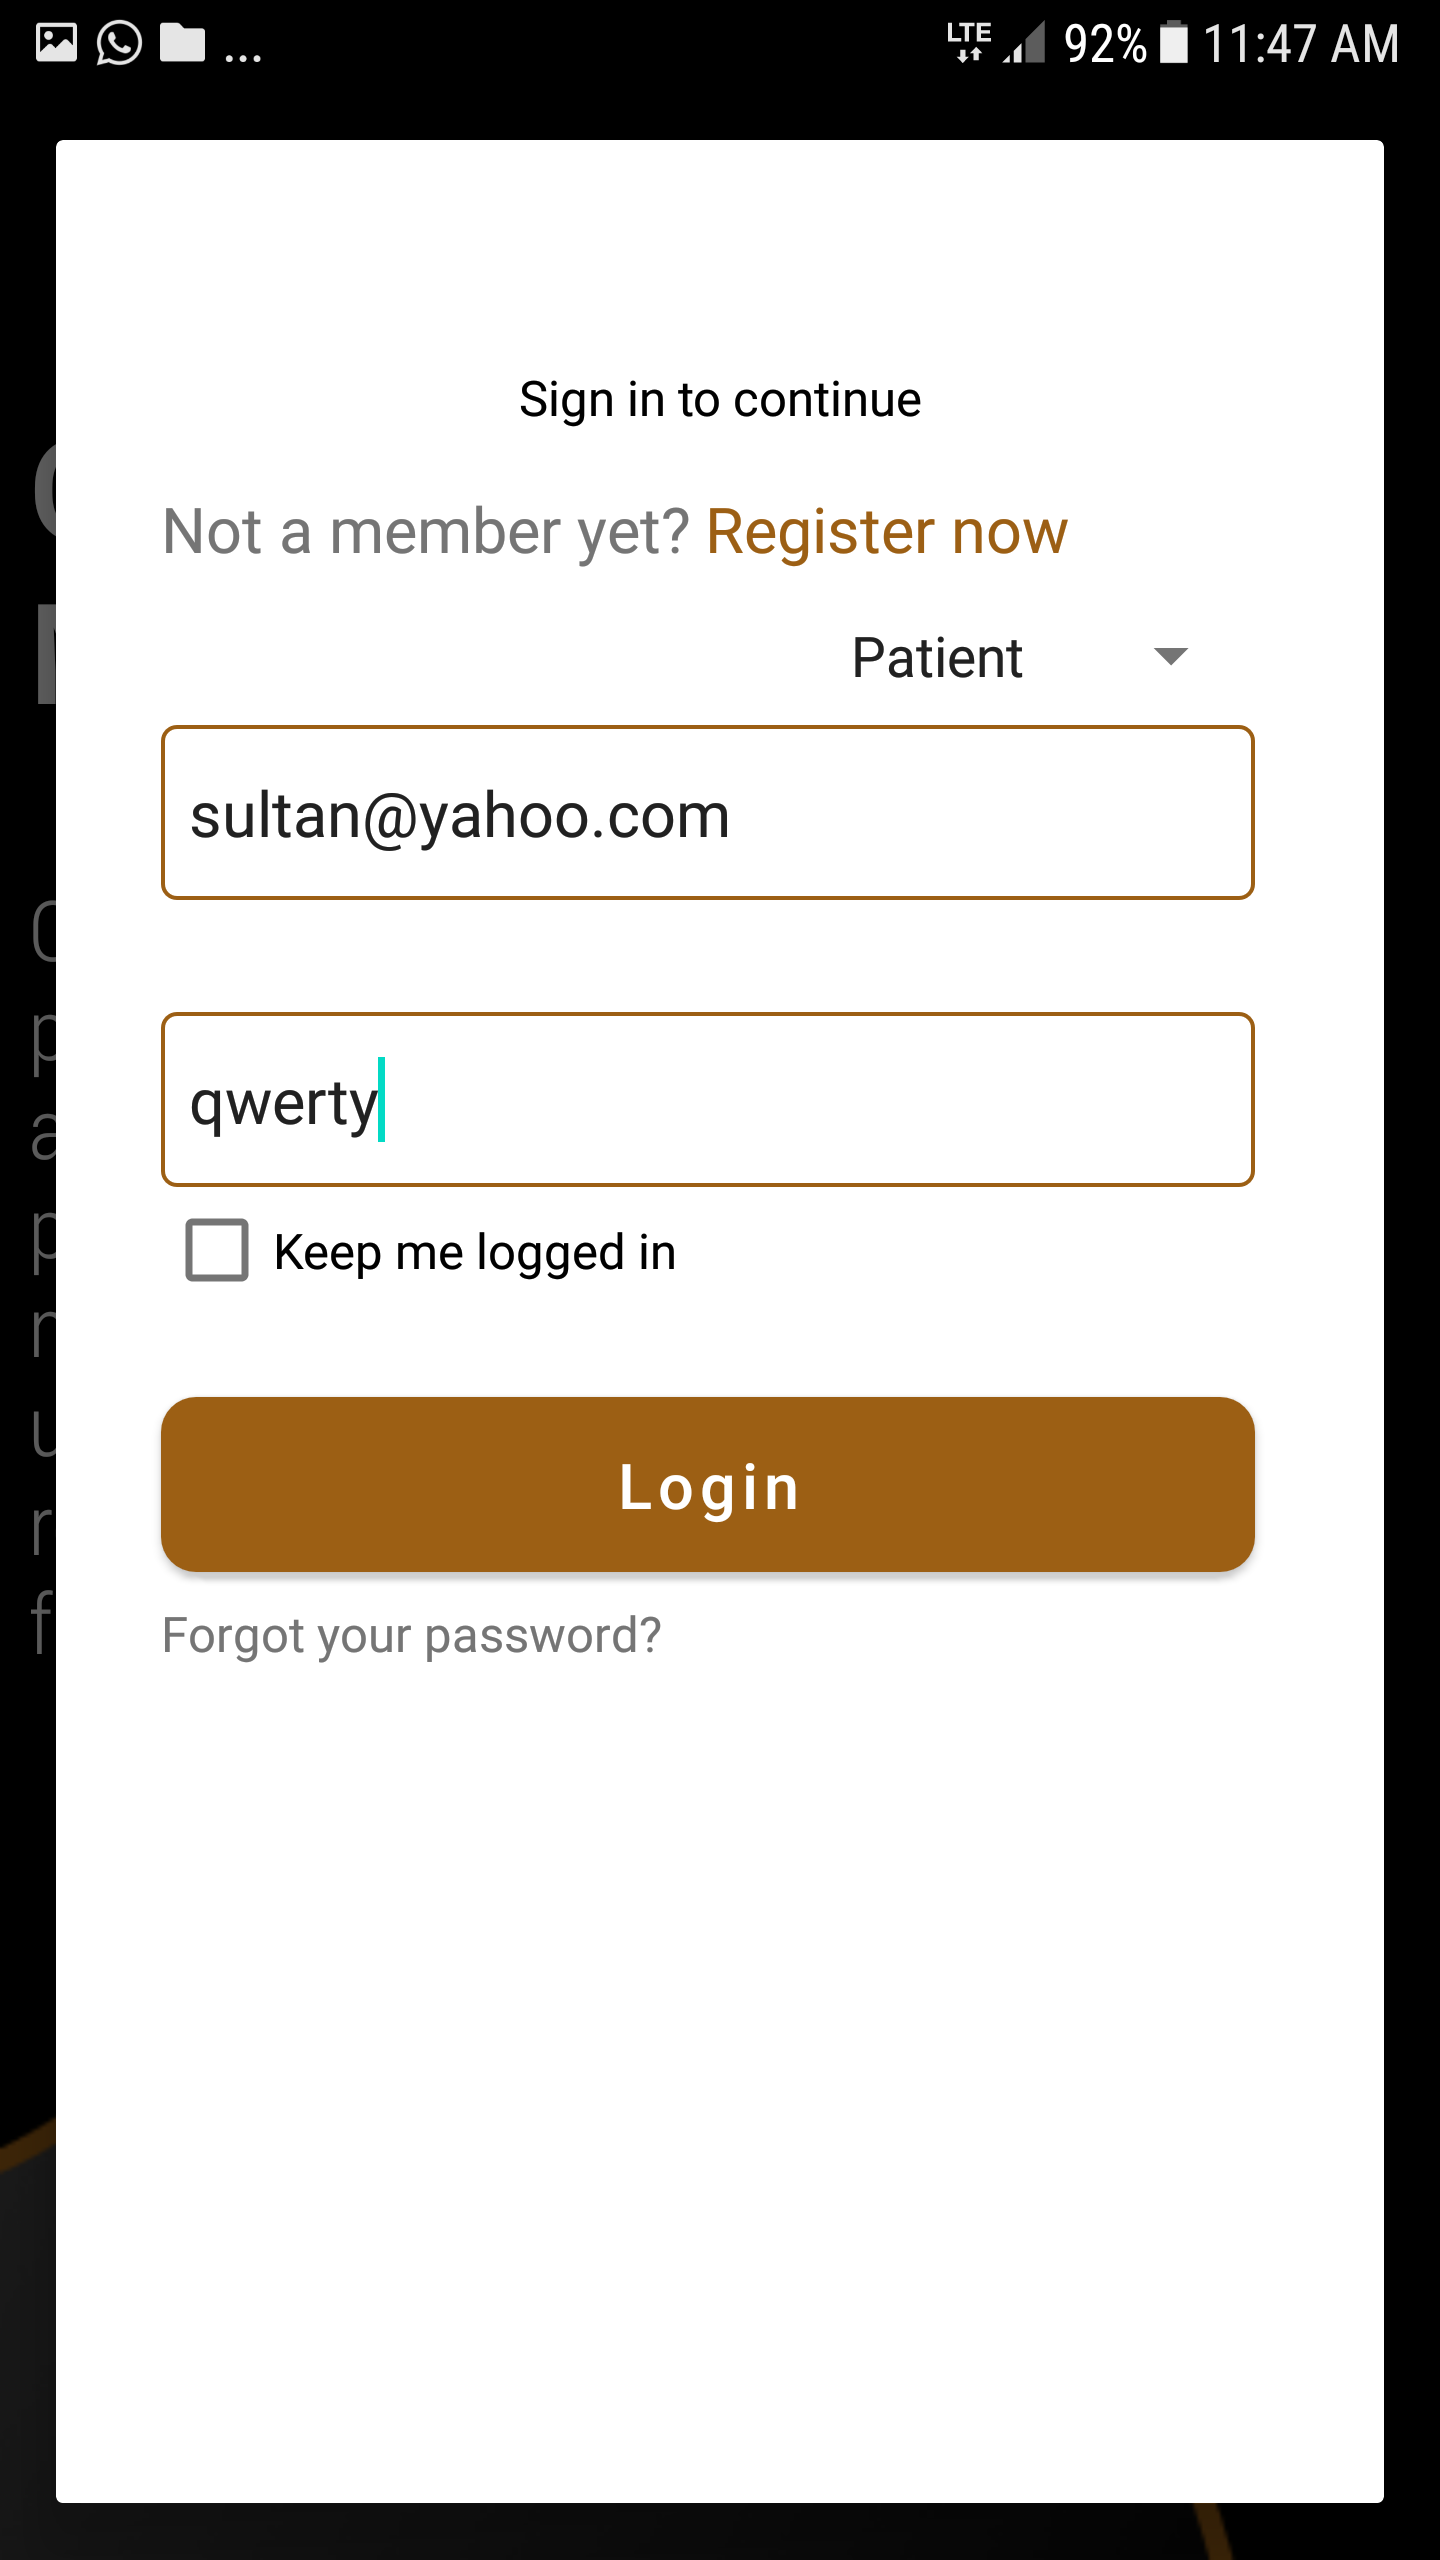 ... LTE 92% 11:47 AM
Sign in to continue
Not a member yet? Register now
Patient
sultan@yahoo.com
qwerty
Keep me logged in
Login
Forgot your password?